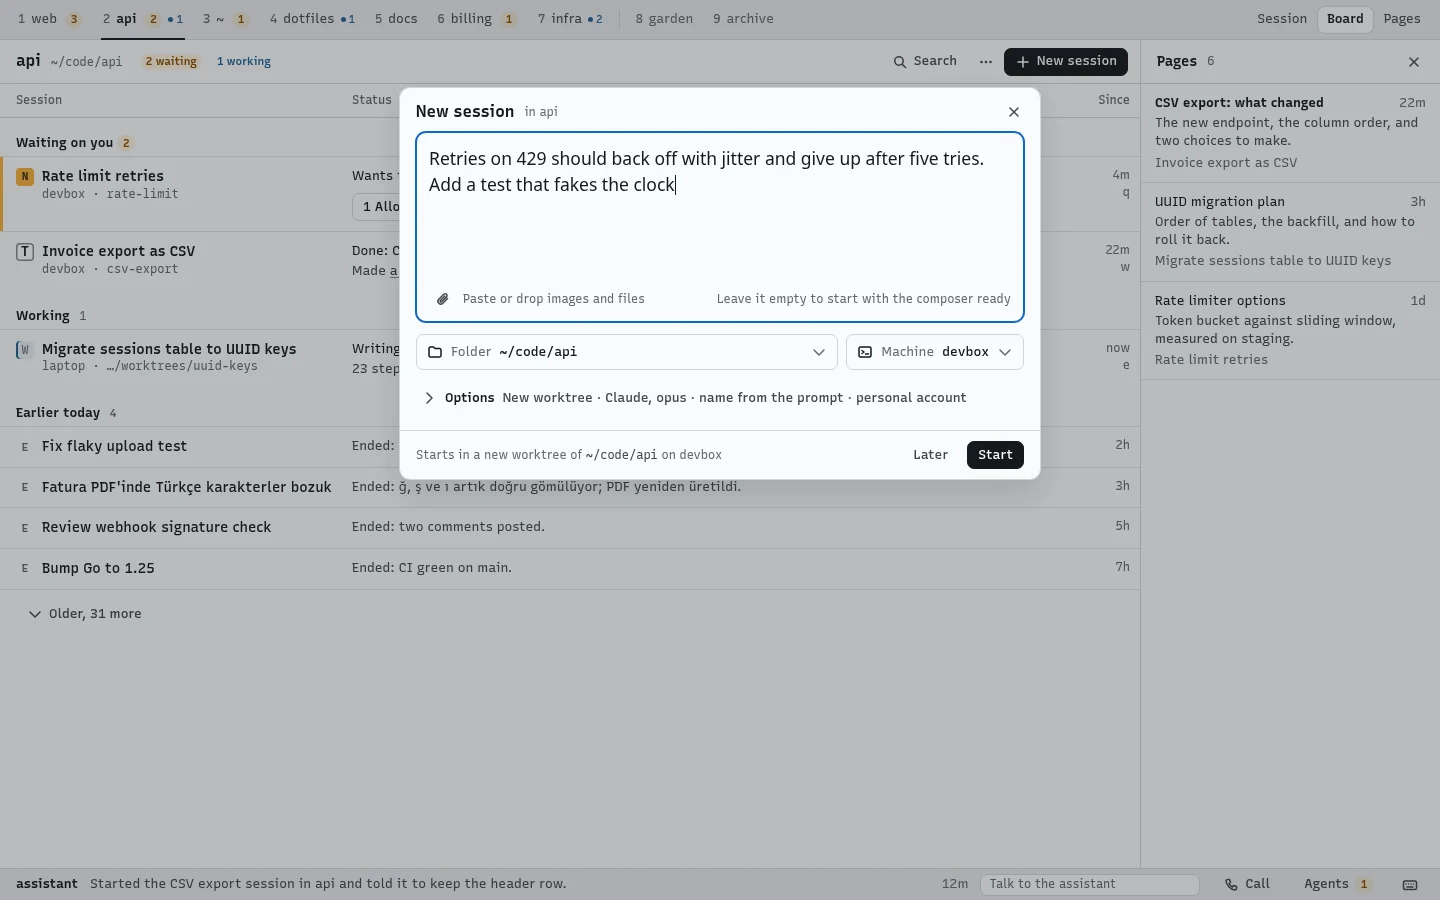 1 web 3 2 api 2 •1 3 ~ 1 4 dotfiles •1 5 docs 6 billing 1 7 infra •2 8 garden 9 archive Session Board Pages
api ~/code/api 2 waiting 1 working Search ··· + New session
Pages 6
Session Status Since
Waiting on you 2
N Rate limit retries Wants 4m
devbox · rate-limit 1 Allo q
T Invoice export as CSV Done: C 22m
devbox · csv-export Made a w
Working 1
W Migrate sessions table to UUID keys Writing now
laptop · …/worktrees/uuid-keys 23 step e
Earlier today 4
E Fix flaky upload test Ended: 2h
E Fatura PDF'inde Türkçe karakterler bozuk Ended: ğ, ş ve ı artık doğru gömülüyor; PDF yeniden üretildi. 3h
E Review webhook signature check Ended: two comments posted. 5h
E Bump Go to 1.25 Ended: CI green on main. 7h
Older, 31 more
New session in api
Retries on 429 should back off with jitter and give up after five tries.
Add a test that fakes the clock
Paste or drop images and files Leave it empty to start with the composer ready
Folder ~/code/api Machine devbox
Options New worktree · Claude, opus · name from the prompt · personal account
Starts in a new worktree of ~/code/api on devbox Later Start
CSV export: what changed 22m
The new endpoint, the column order, and
two choices to make.
Invoice export as CSV
UUID migration plan 3h
Order of tables, the backfill, and how to
roll it back.
Migrate sessions table to UUID keys
Rate limiter options 1d
Token bucket against sliding window,
measured on staging.
Rate limit retries
assistant Started the CSV export session in api and told it to keep the header row. 12m Talk to the assistant Call Agents 1